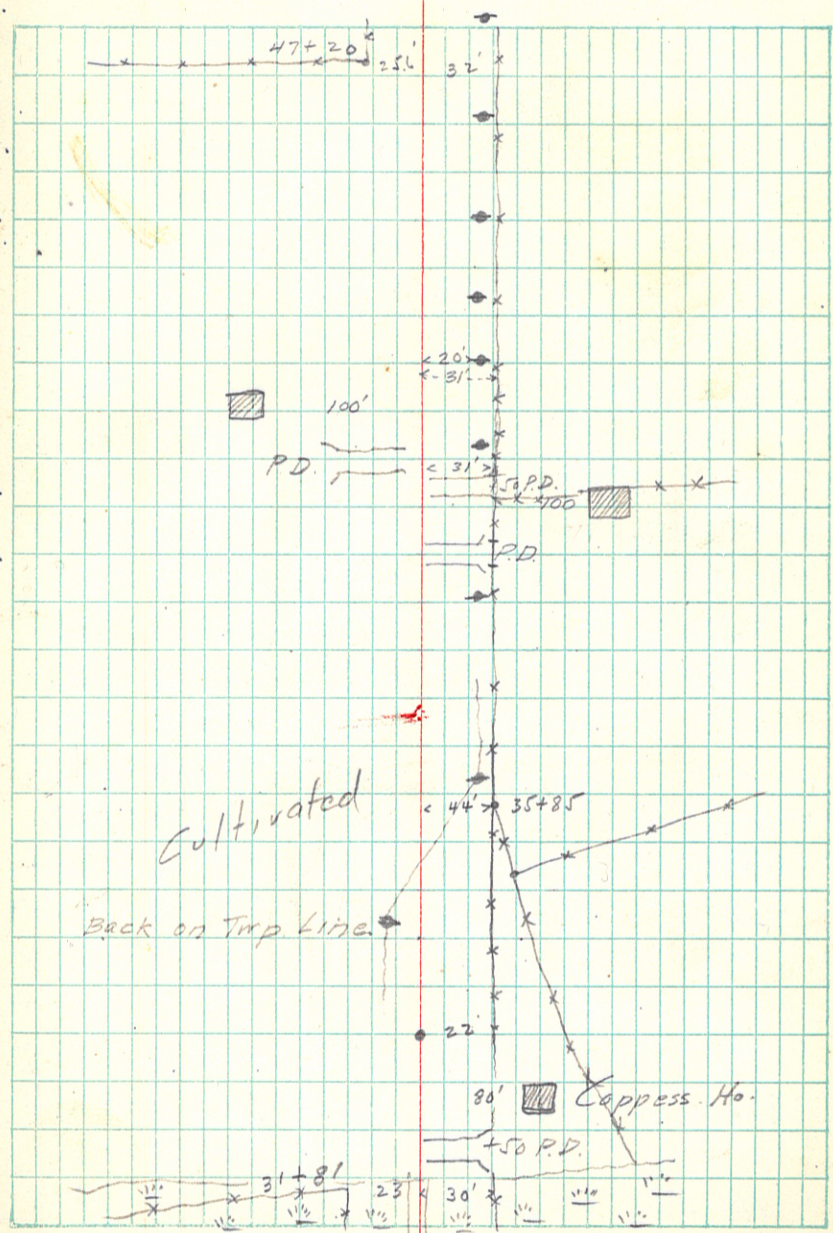 47+20
25.6'
32'
20'
31'
100'
P.D.
31'
+50 P.D.
100
P.D.
44'
35+85
Cultivated
Back on Twp. Line
22'
80'
Cappess. Ho.
+50 P.D.
31+81
23'
30'